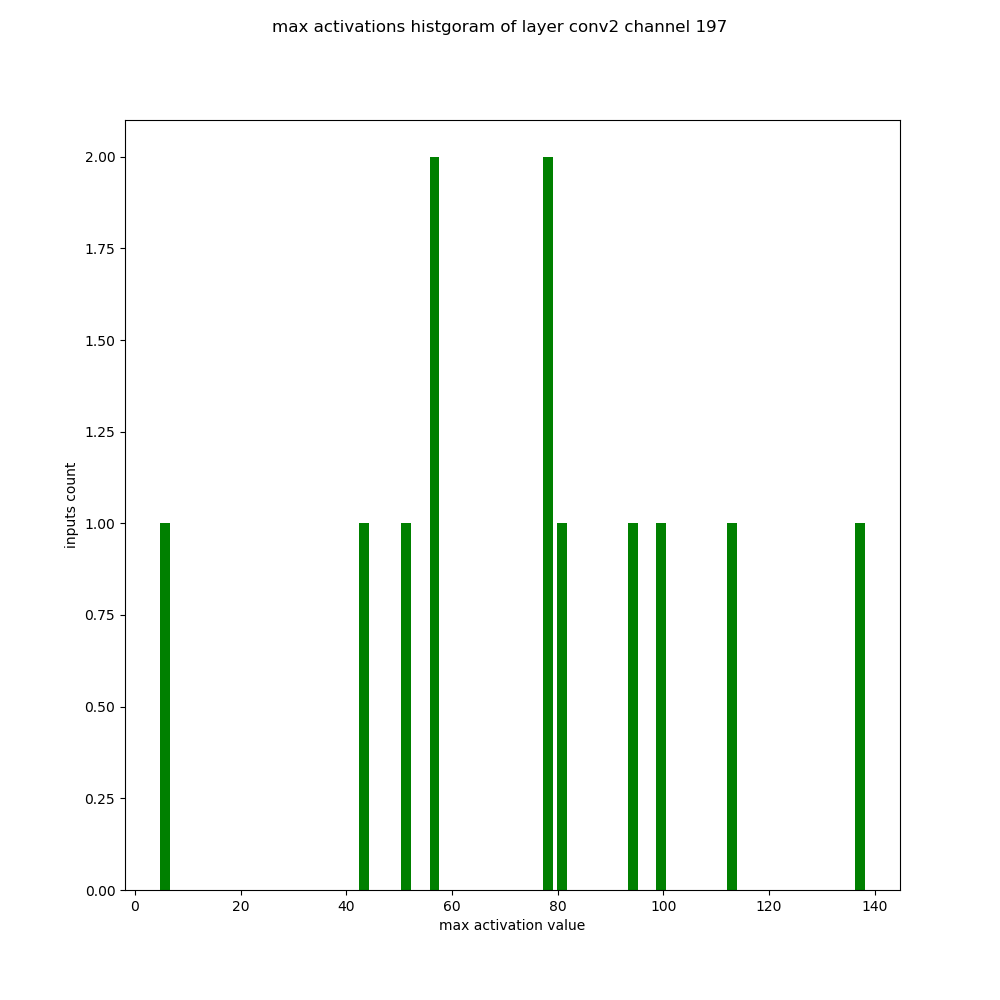 max activations histgoram of layer conv2 channel 197
2.00
1.75
1.50
1.25
1.00
0.75
0.50
0.25
0.00
inputs count
0 20 40 60 80 100 120 140
max activation value